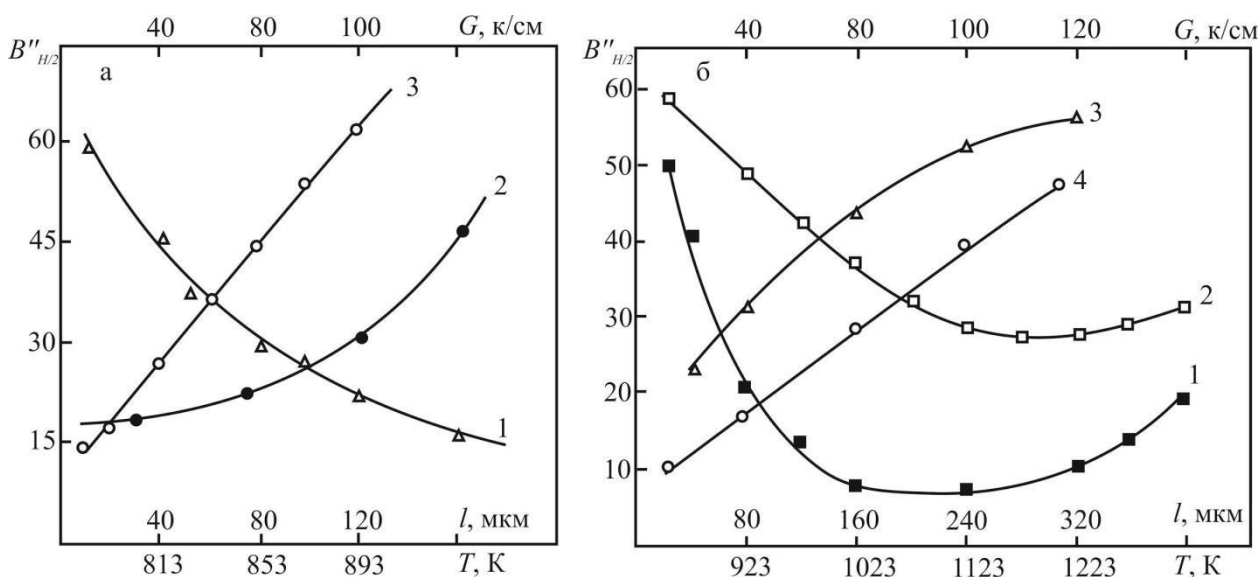 40 80 100 G, к/см
B''H/2
а
60
45
30
15
3
2
1
40 80 120 l, мкм
813 853 893 T, К
40 80 100 120 G, к/см
B''H/2
б
60
50
40
30
20
10
3
4
2
1
80 160 240 320 l, мкм
923 1023 1123 1223 T, К